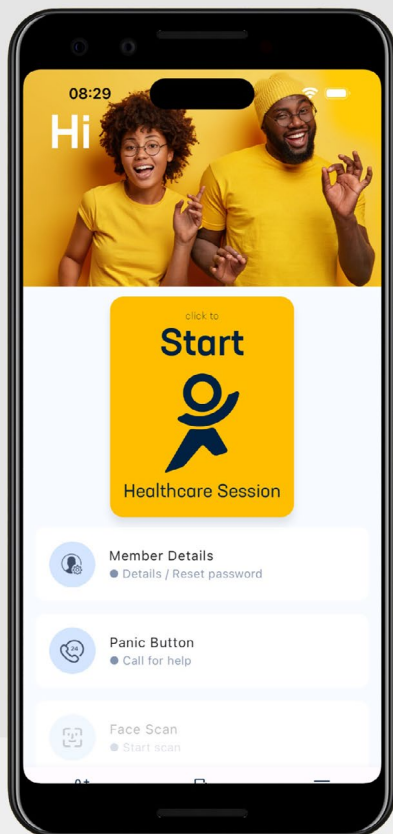 08:29
Hi
click to
Start
Healthcare Session
Member Details
Details / Reset password
24
Panic Button
Call for help
Face Scan
Start scan